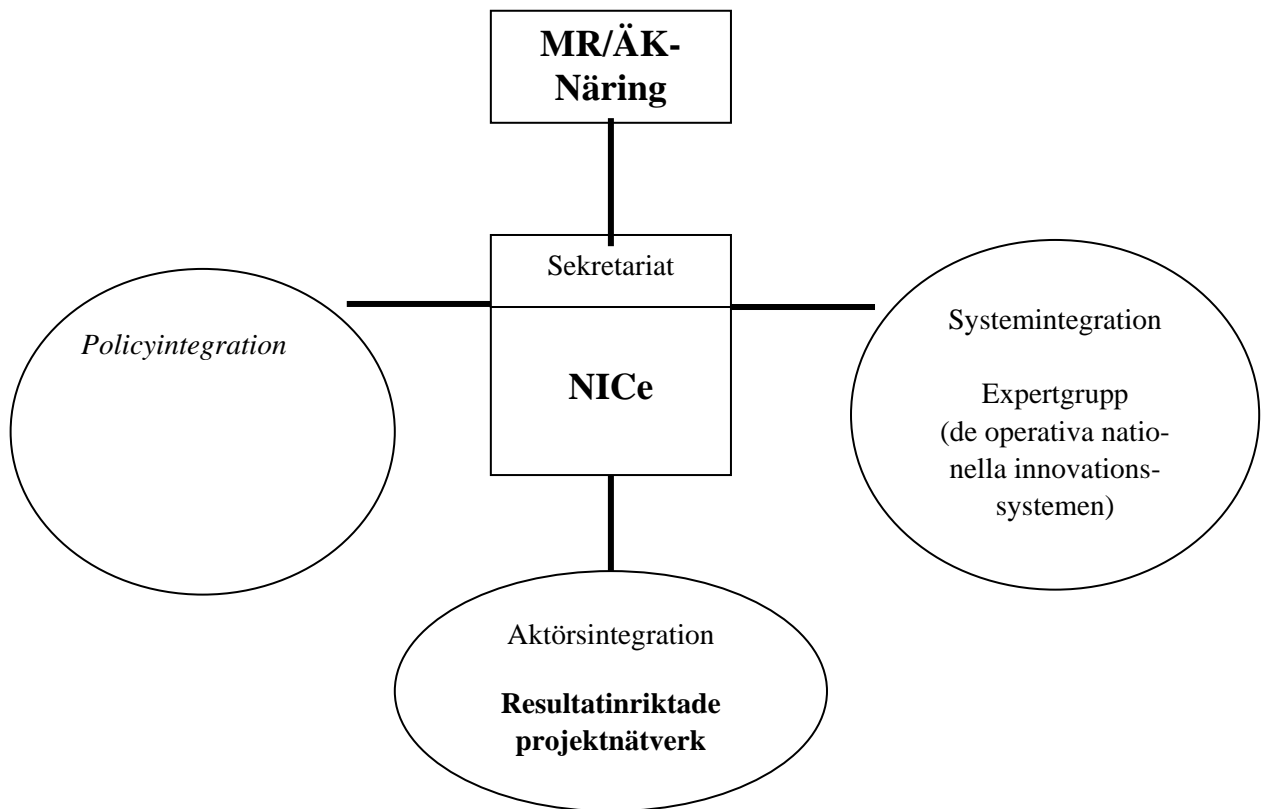 MR/ÄK-
Näring
Sekretariat
NICe
Policyintegration
Systemintegration
Expertgrupp
(de operativa natio-
nella innovations-
systemen)
Aktörsintegration
Resultatinriktade
projektnätverk